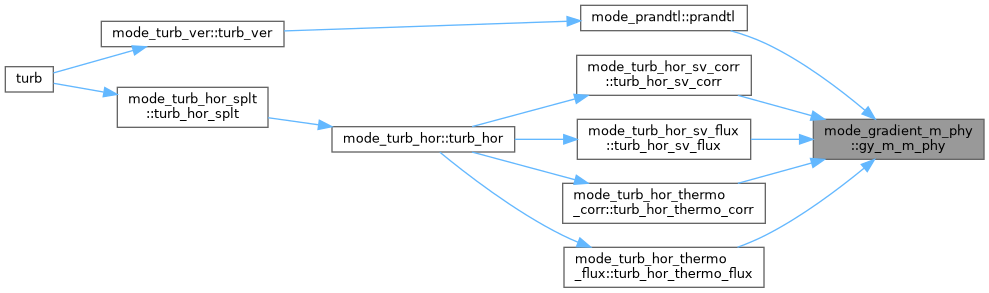 mode_prandtl::prandtl
mode_turb_ver::turb_ver
turb
mode_turb_hor_sv_corr
::turb_hor_sv_corr
mode_turb_hor_splt
::turb_hor_splt
mode_turb_hor::turb_hor
mode_turb_hor_sv_flux
::turb_hor_sv_flux
mode_gradient_m_phy
::gy_m_m_phy
mode_turb_hor_thermo
_corr::turb_hor_thermo_corr
mode_turb_hor_thermo
_flux::turb_hor_thermo_flux